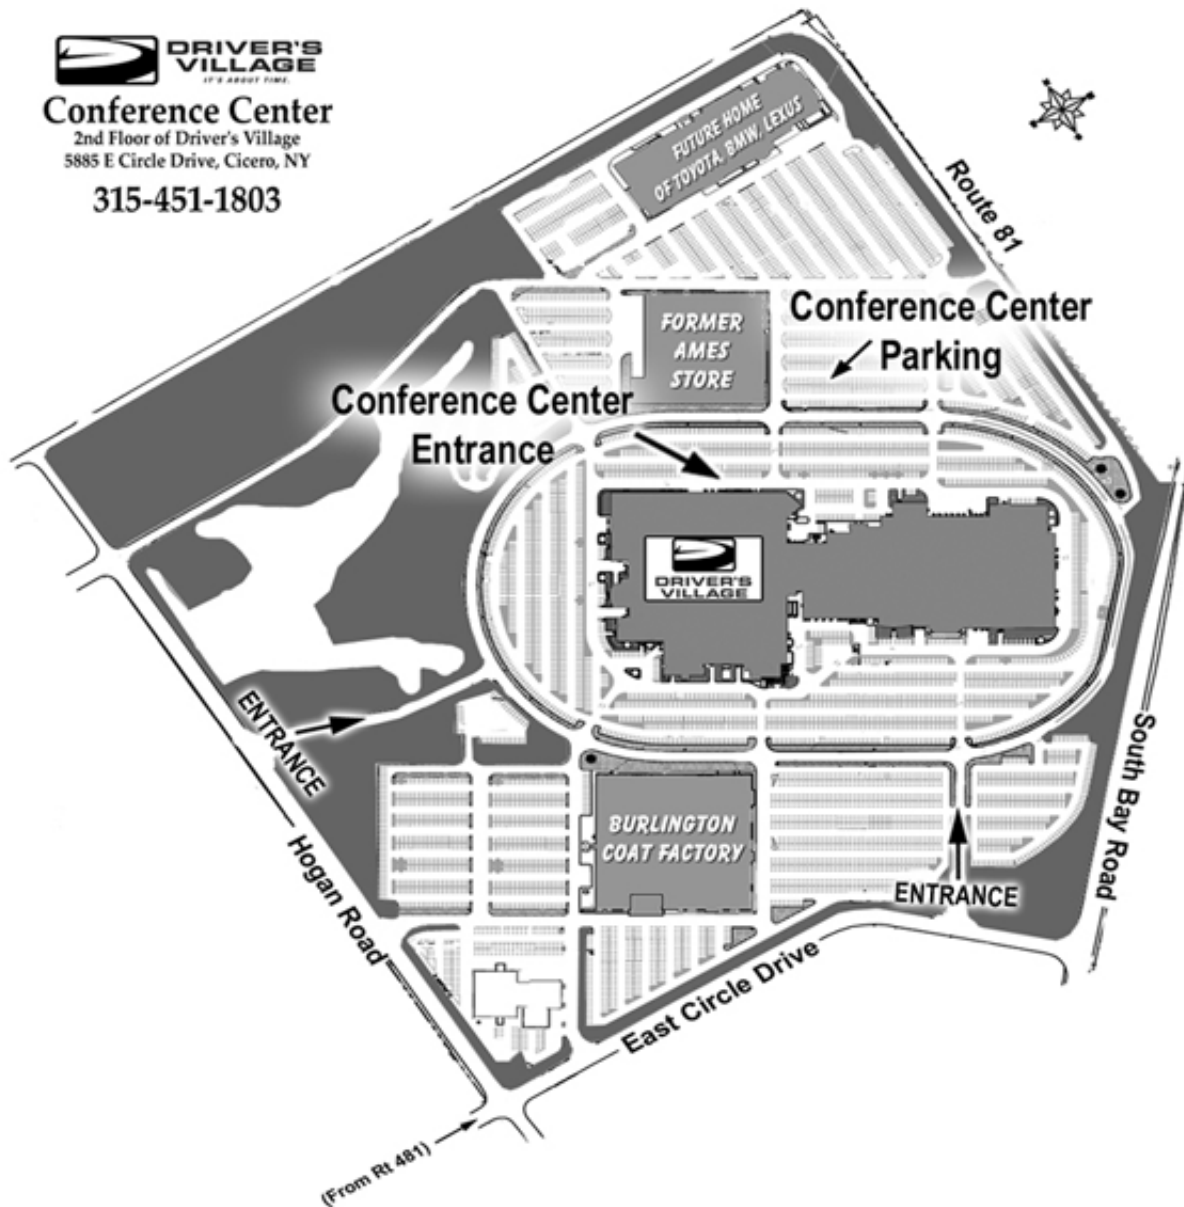 DRIVER'S
VILLAGE
IT'S ABOUT TIME.
Conference Center
2nd Floor of Driver's Village
5885 E Circle Drive, Cicero, NY
315-451-1803
FUTURE HOME
OF TOYOTA, BMW, LEXUS
Route 81
FORMER
AMES
STORE
Conference Center
Parking
Conference Center
Entrance
DRIVER'S
VILLAGE
ENTRANCE
South Bay Road
BURLINGTON
COAT FACTORY
ENTRANCE
Hogan Road
East Circle Drive
(From Rt 481)